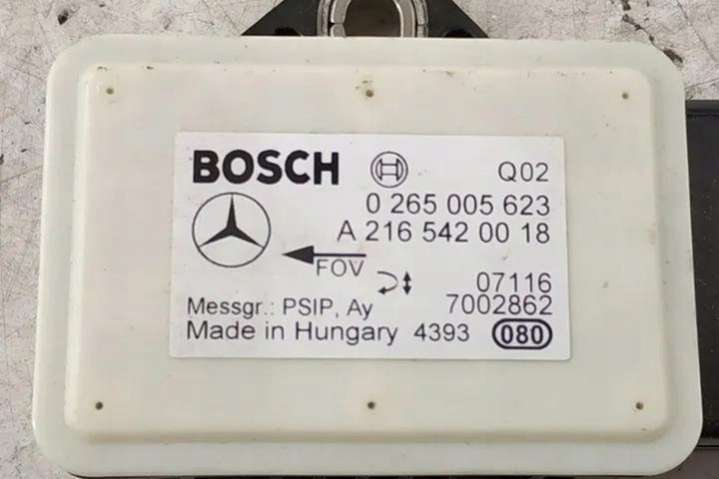 BOSCH Q02
0 265 005 623
A 216 542 00 18
FOV
07116
Messgr.: PSIP, Ay 7002862
Made in Hungary 4393 080